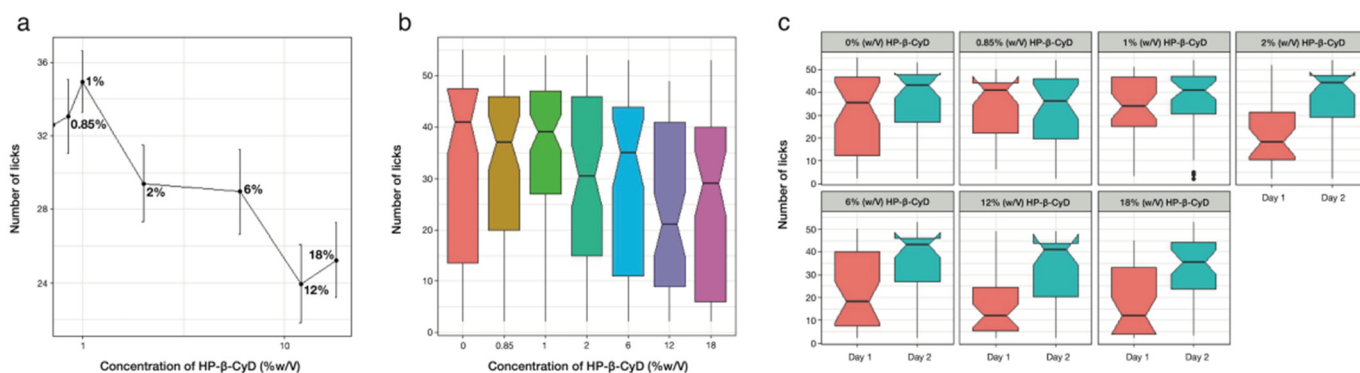 a
36
32
28
24
Number of licks
1%
0.85%
2%
6%
18%
12%
1
10
Concentration of HP-β-CyD (%w/V)
b
50
40
30
20
10
0
Number of licks
0
0.85
1
2
6
12
18
Concentration of HP-β-CyD (%w/V)
c
Number of licks
0% (w/V) HP-β-CyD
0.85% (w/V) HP-β-CyD
1% (w/V) HP-β-CyD
2% (w/V) HP-β-CyD
50
40
30
20
10
0
Day 1
Day 2
6% (w/V) HP-β-CyD
12% (w/V) HP-β-CyD
18% (w/V) HP-β-CyD
50
40
30
20
10
0
Day 1
Day 2
Day 1
Day 2
Day 1
Day 2